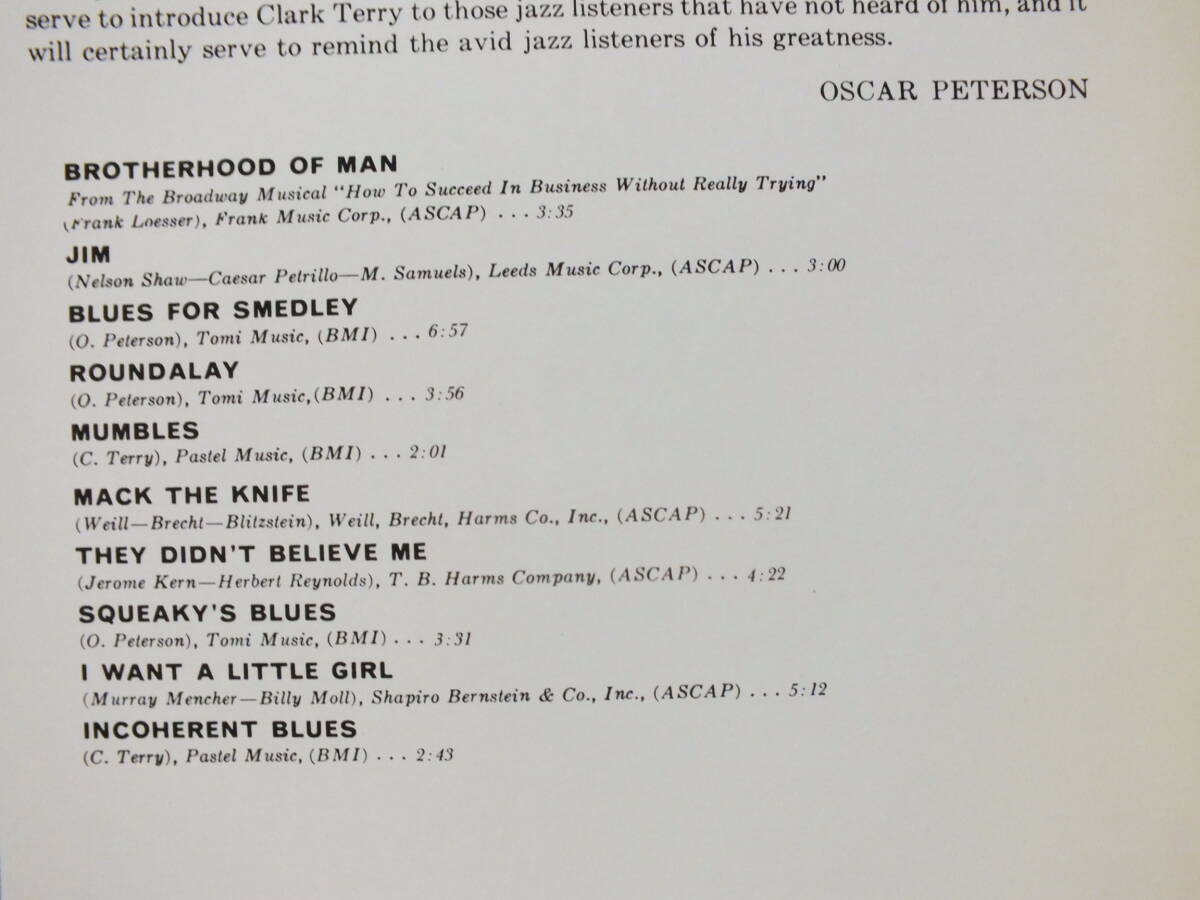 serve to introduce Clark Terry to those jazz listeners that have not heard of him, and it
will certainly serve to remind the avid jazz listeners of his greatness.
OSCAR PETERSON
BROTHERHOOD OF MAN
From The Broadway Musical "How To Succeed In Business Without Really Trying"
(Frank Loesser), Frank Music Corp., (ASCAP) . . . 3:35
JIM
(Nelson Shaw—Caesar Petrillo—M. Samuels), Leeds Music Corp., (ASCAP) . . . 3:00
BLUES FOR SMEDLEY
(O. Peterson), Tomi Music, (BMI) . . . 6:57
ROUNDALAY
(O. Peterson), Tomi Music,(BMI) . . . 3:56
MUMBLES
(C. Terry), Pastel Music, (BMI) . . . 2:01
MACK THE KNIFE
(Weill—Brecht—Blitzstein), Weill, Brecht, Harms Co., Inc., (ASCAP) . . . 5:21
THEY DIDN'T BELIEVE ME
(Jerome Kern—Herbert Reynolds), T. B. Harms Company, (ASCAP) . . . 4:22
SQUEAKY'S BLUES
(O. Peterson), Tomi Music, (BMI) . . . 3:31
I WANT A LITTLE GIRL
(Murray Mencher—Billy Moll), Shapiro Bernstein & Co., Inc., (ASCAP) . . . 5:12
INCOHERENT BLUES
(C. Terry), Pastel Music, (BMI) . . . 2:43